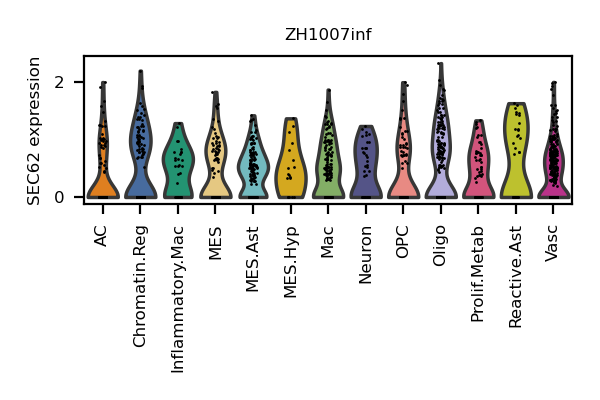 ZH1007inf
SEC62 expression
2
0
AC
Chromatin.Reg
Inflammatory.Mac
MES
MES.Ast
MES.Hyp
Mac
Neuron
OPC
Oligo
Prolif.Metab
Reactive.Ast
Vasc